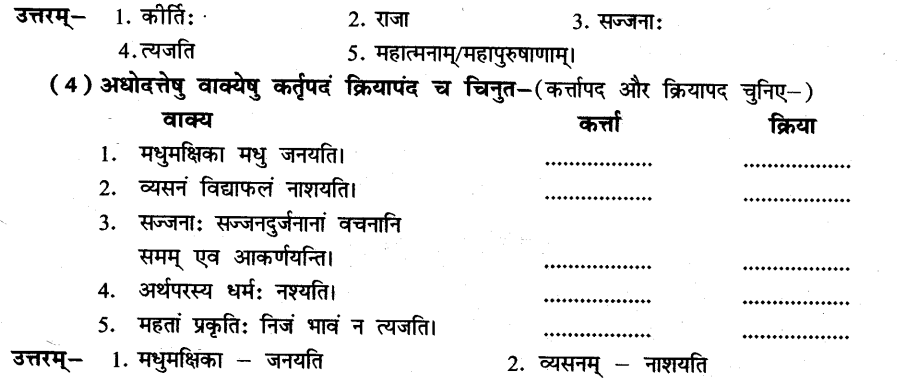 उत्तरम्– 1. कीर्तिः 2. राजा 3. सज्जनाः
4. त्यजति 5. महात्मनाम्/महापुरुषाणाम्।
(4) अधोदत्तेषु वाक्येषु कर्तृपदं क्रियापंद च चिनुत–(कर्त्तापद और क्रियापद चुनिए–)
वाक्य कर्त्ता क्रिया
1. मधुमक्षिका मधु जनयति। .................... ....................
2. व्यसनं विद्याफलं नाशयति। .................... ....................
3. सज्जनाः सज्जनदुर्जनानां वचनानि
समम् एव आकर्णयन्ति। .................... ....................
4. अर्थपरस्य धर्मः नश्यति। .................... ....................
5. महतां प्रकृतिः निजं भावं न त्यजति। .................... ....................
उत्तरम्– 1. मधुमक्षिका – जनयति 2. व्यसनम् – नाशयति